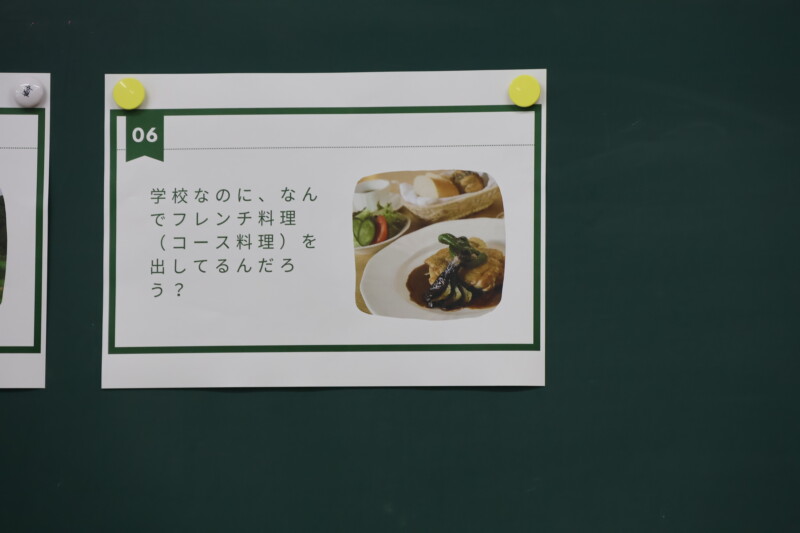 06
学校なのに、なん
でフレンチ料理
（コース料理）を
出してるんだろ
う？